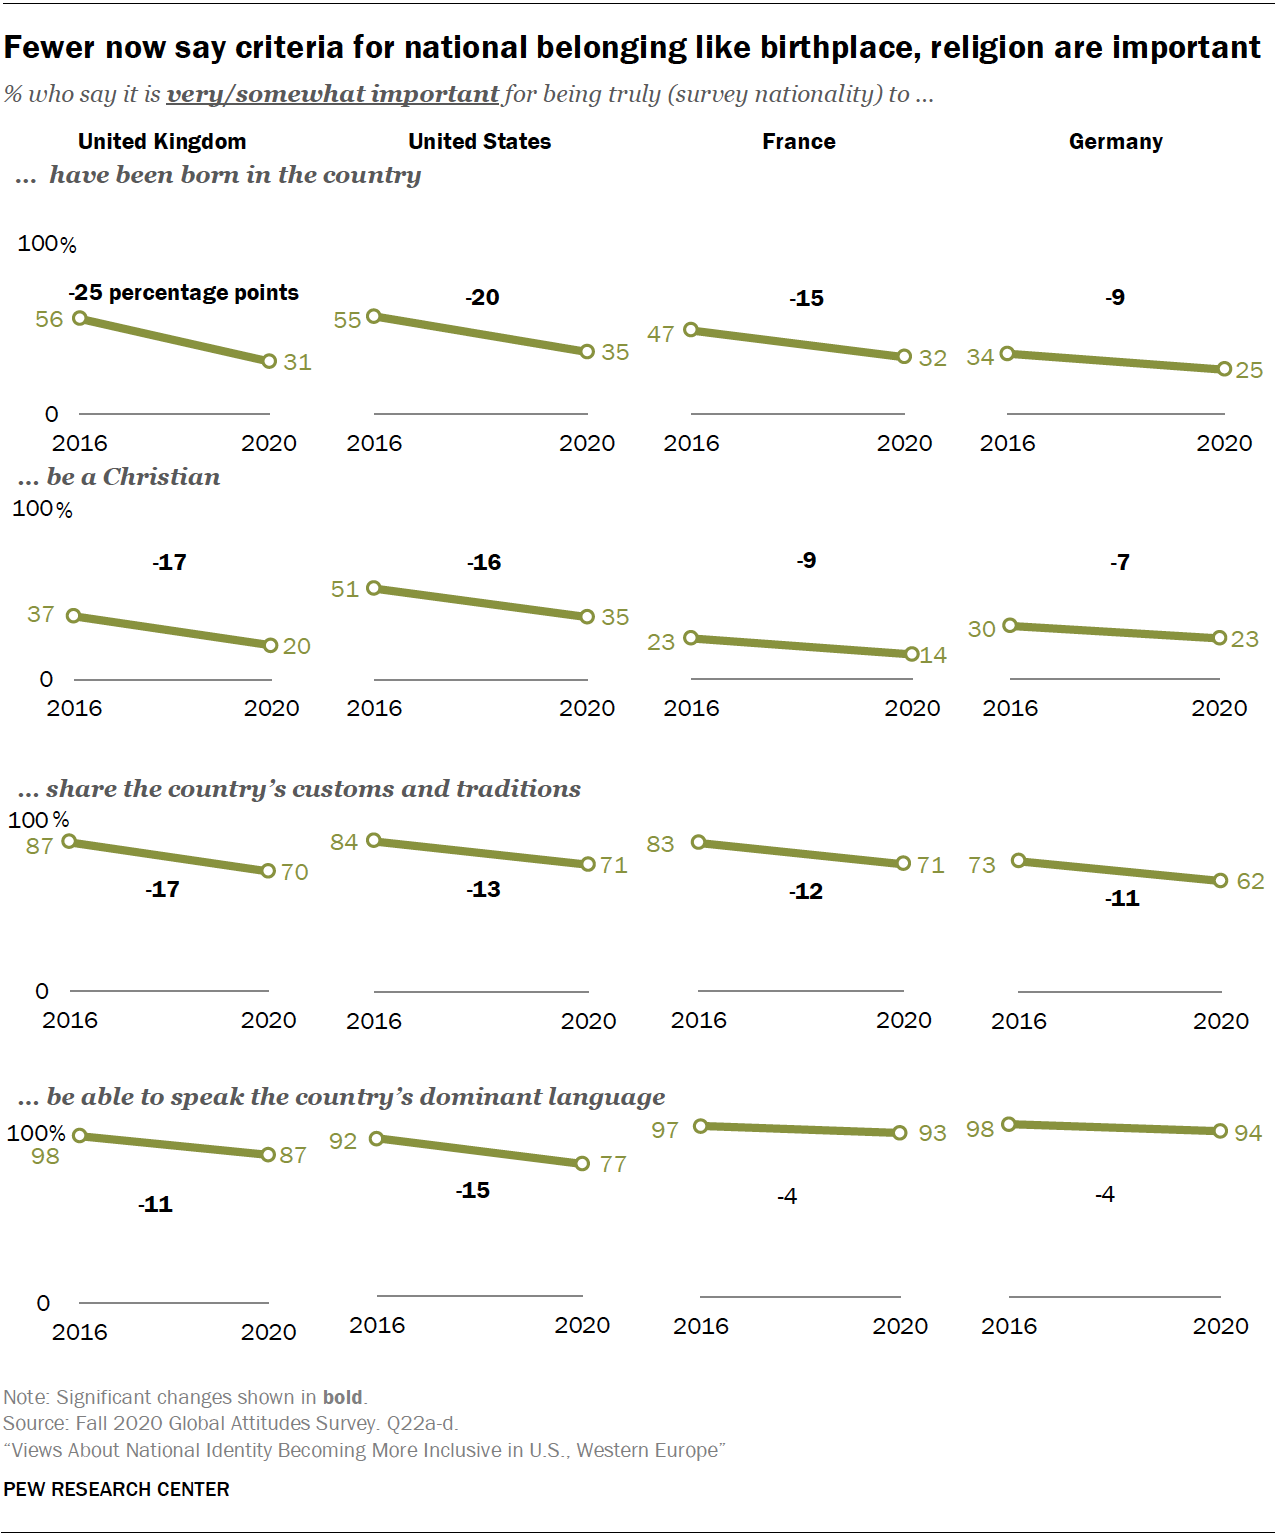 Fewer now say criteria for national belonging like birthplace, religion are important
% who say it is very/somewhat important for being truly (survey nationality) to ...
United Kingdom United States France Germany
... have been born in the country
100%
-25 percentage points -20 -15 -9
56 31 55 35 47 32 34 25
0
2016 2020 2016 2020 2016 2020 2016 2020
... be a Christian
100%
-17 -16 -9 -7
37 20 51 35 23 14 30 23
0
2016 2020 2016 2020 2016 2020 2016 2020
... share the country’s customs and traditions
100%
87 70 84 71 83 71 73 62
-17 -13 -12 -11
0
2016 2020 2016 2020 2016 2020 2016 2020
... be able to speak the country’s dominant language
100%
98 87 92 77 97 93 98 94
-11 -15 -4 -4
0
2016 2020 2016 2020 2016 2020 2016 2020
Note: Significant changes shown in bold.
Source: Fall 2020 Global Attitudes Survey. Q22a-d.
“Views About National Identity Becoming More Inclusive in U.S., Western Europe”
PEW RESEARCH CENTER